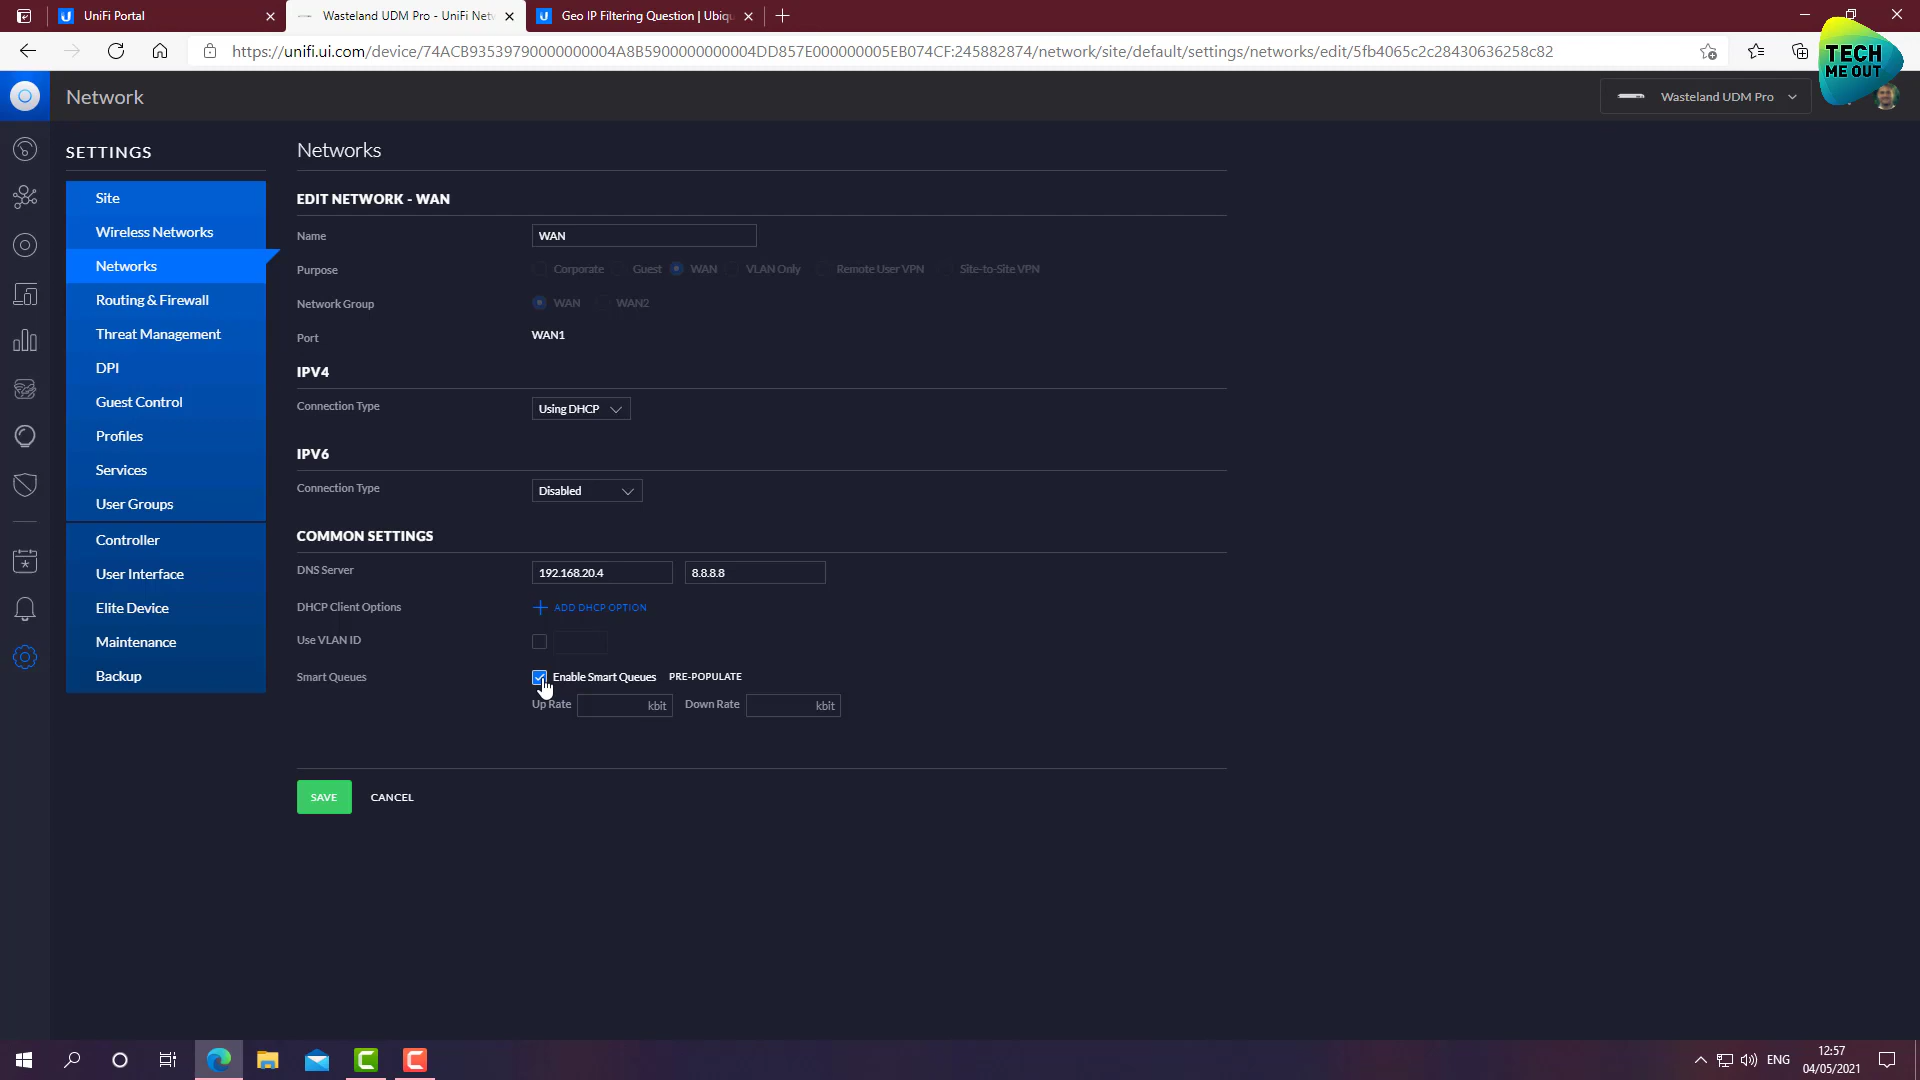 UniFi Portal
Wasteland UDM Pro - UniFi Net
Geo IP Filtering Question | Ubiqu
https://unifi.ui.com/device/74ACB93539790000000004A8B5900000000004DD857E000000005EB074CF:245882874/network/site/default/settings/networks/edit/5fb4065c2c28430636258c82
TECH
ME OUT
Network
Wasteland UDM Pro
SETTINGS
Site
Wireless Networks
Networks
Routing & Firewall
Threat Management
DPI
Guest Control
Profiles
Services
User Groups
Controller
User Interface
Elite Device
Maintenance
Backup
Networks
EDIT NETWORK - WAN
Name WAN
Purpose Corporate Guest WAN VLAN Only Remote User VPN Site-to-Site VPN
Network Group WAN WAN2
Port WAN1
IPV4
Connection Type Using DHCP
IPV6
Connection Type Disabled
COMMON SETTINGS
DNS Server 192.168.20.4 8.8.8.8
DHCP Client Options ADD DHCP OPTION
Use VLAN ID
Smart Queues Enable Smart Queues PRE-POPULATE
Up Rate kbit Down Rate kbit
SAVE CANCEL
ENG
12:57
04/05/2021